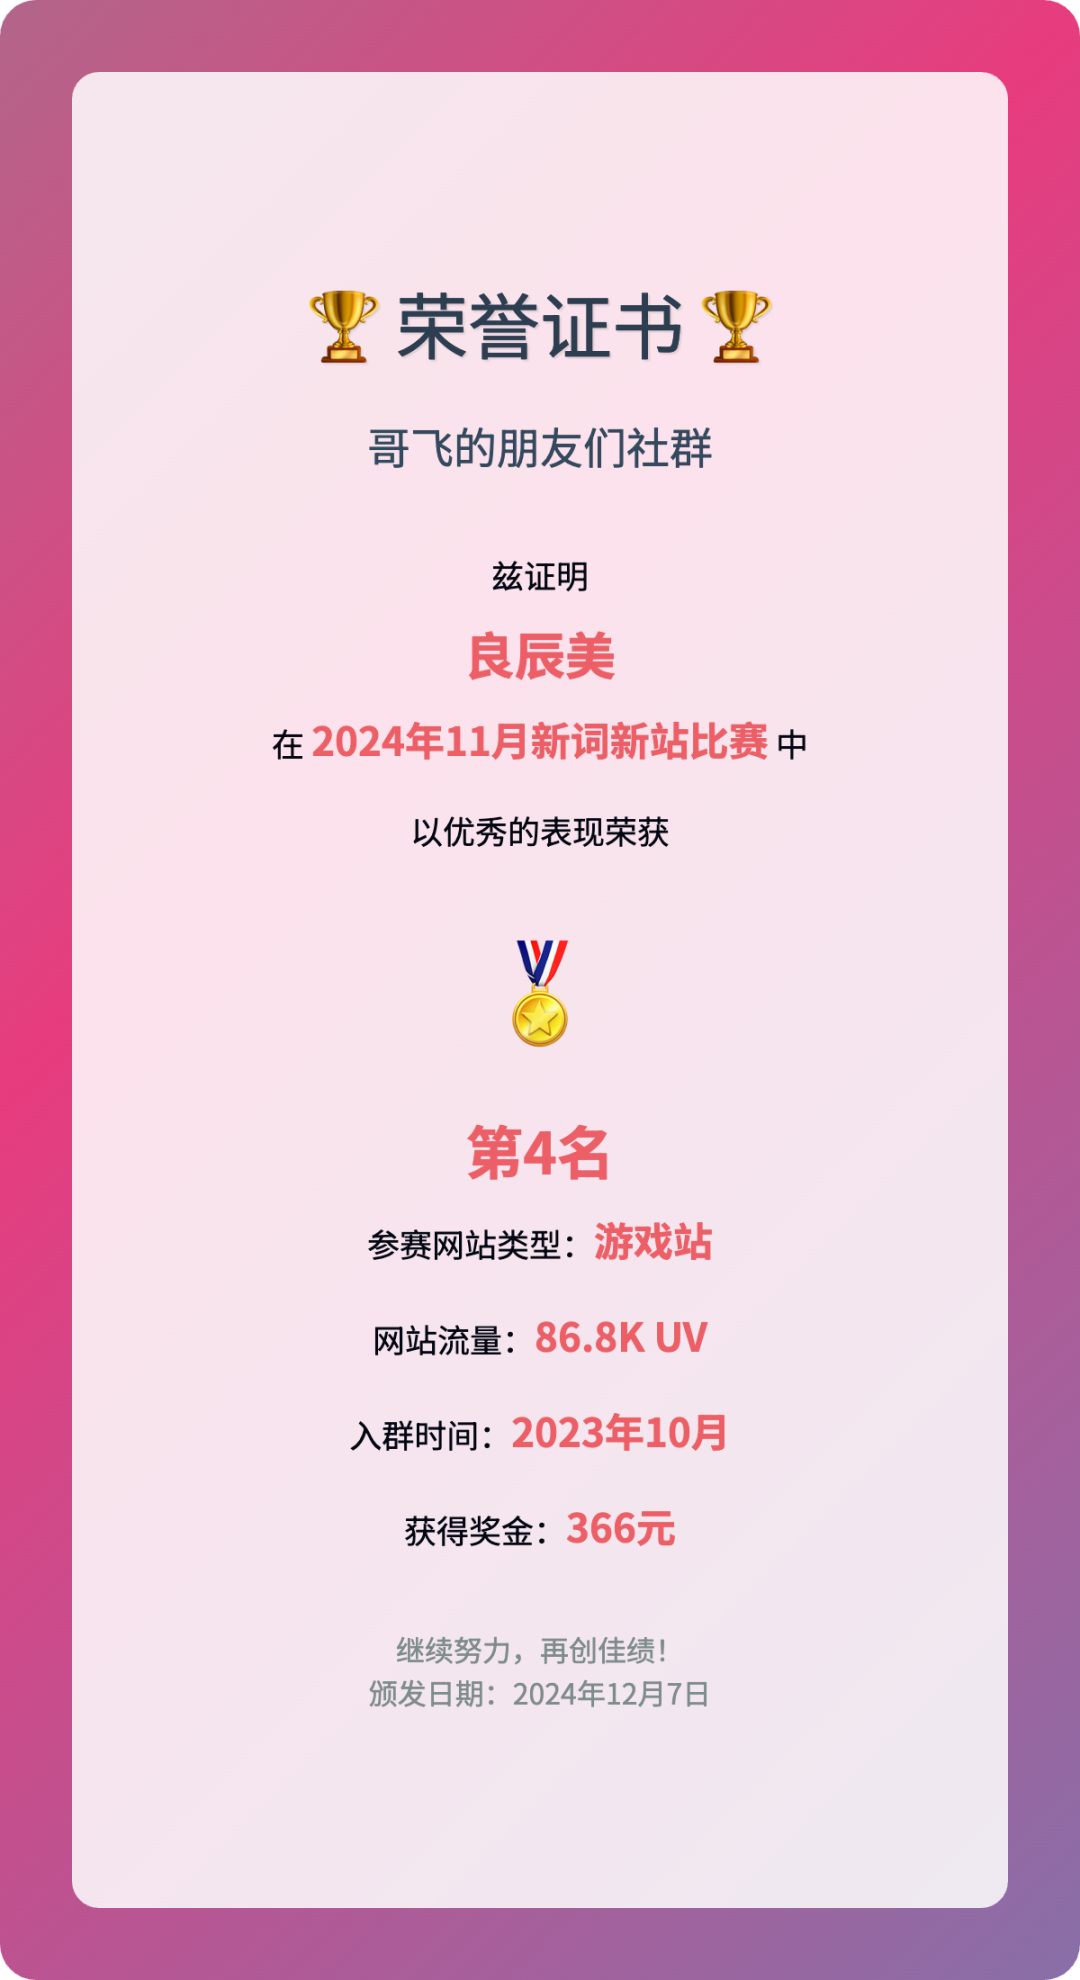 🏆 荣誉证书 🏆
哥飞的朋友们社群
兹证明
良辰美
在 2024年11月新词新站比赛 中
以优秀的表现荣获
第4名
参赛网站类型：游戏站
网站流量：86.8K UV
入群时间：2023年10月
获得奖金：366元
继续努力，再创佳绩！
颁发日期：2024年12月7日